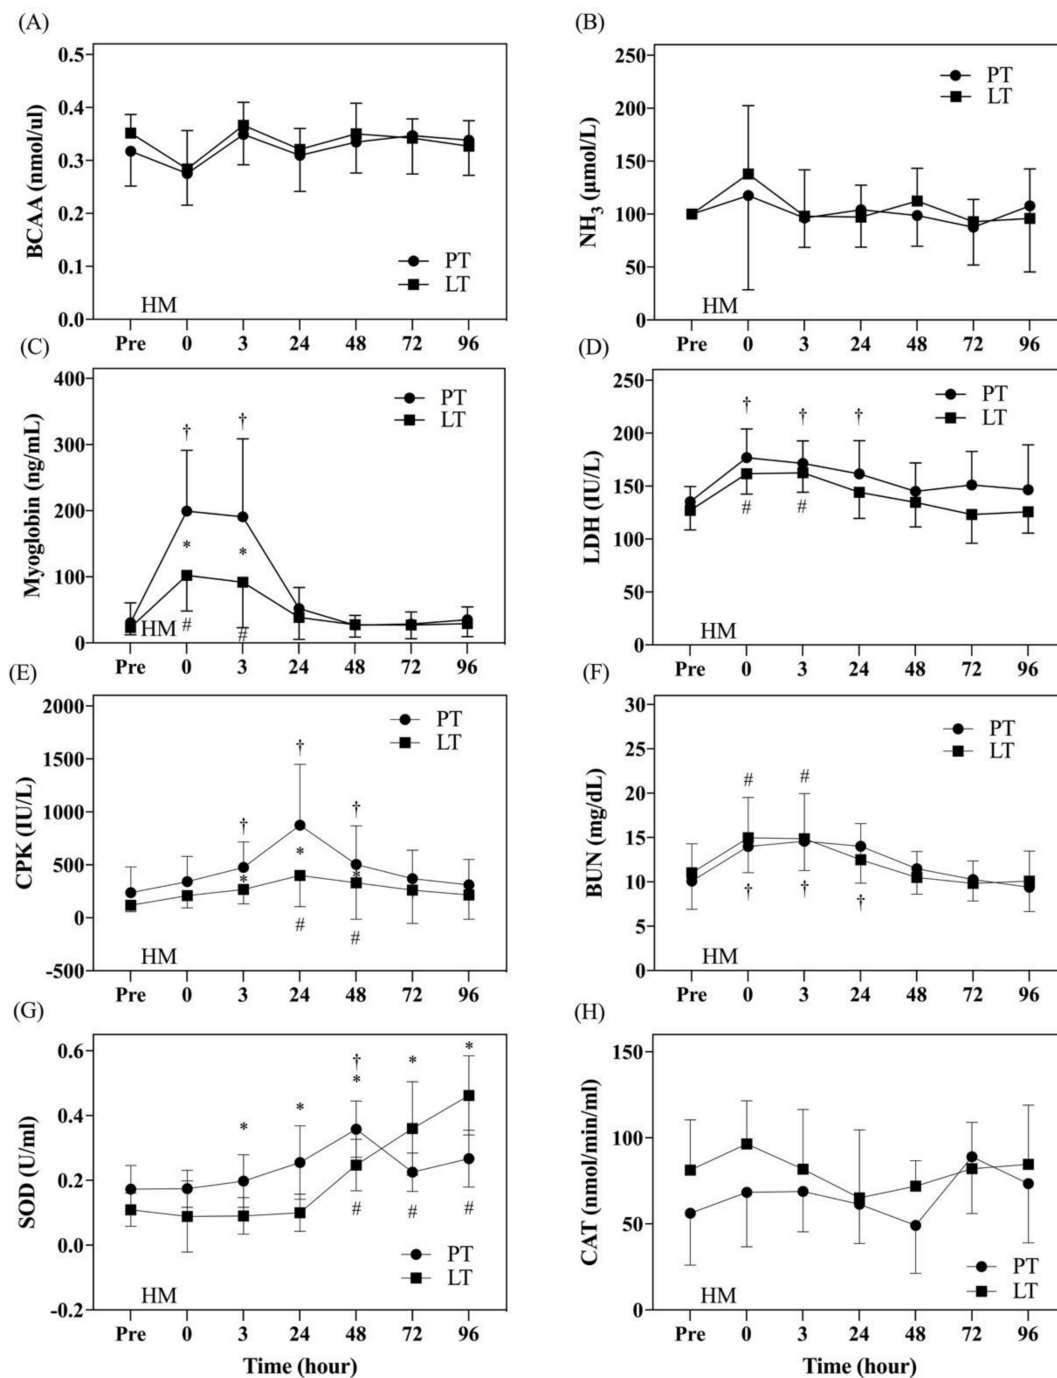 (A)
0.5
0.4
0.3
0.2
0.1
0.0
BCAA (nmol/ul)
PT
LT
HM
Pre 0 3 24 48 72 96
(B)
250
200
150
100
50
0
NH3 (µmol/L)
PT
LT
HM
Pre 0 3 24 48 72 96
(C)
400
300
200
100
0
Myoglobin (ng/mL)
PT
LT
† †
* *
HM # #
Pre 0 3 24 48 72 96
(D)
250
200
150
100
50
0
LDH (IU/L)
PT
LT
† † †
# #
HM
Pre 0 3 24 48 72 96
(E)
2000
1500
1000
500
0
-500
CPK (IU/L)
PT
LT
† † †
* * *
# #
HM
Pre 0 3 24 48 72 96
(F)
30
25
20
15
10
5
0
BUN (mg/dL)
PT
LT
# #
† † †
HM
Pre 0 3 24 48 72 96
(G)
0.6
0.4
0.2
0.0
-0.2
SOD (U/ml)
* * † * * *
# # #
PT
LT
HM
Pre 0 3 24 48 72 96
Time (hour)
(H)
150
100
50
0
CAT (nmol/min/ml)
PT
LT
HM
Pre 0 3 24 48 72 96
Time (hour)